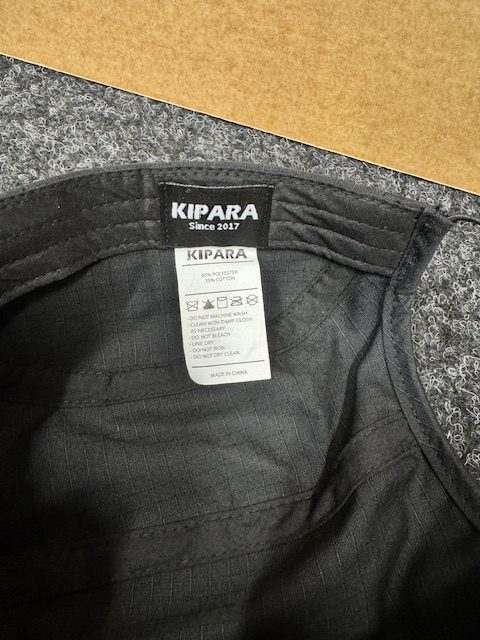 KIPARA
Since 2017
KIPARA
65% POLYESTER
35% COTTON
- DO NOT MACHINE WASH
- CLEAN WITH DAMP CLOTH
AS NECESSARY
- DO NOT BLEACH
- LINE DRY
- DO NOT IRON
- DO NOT DRY CLEAN.
MADE IN CHINA